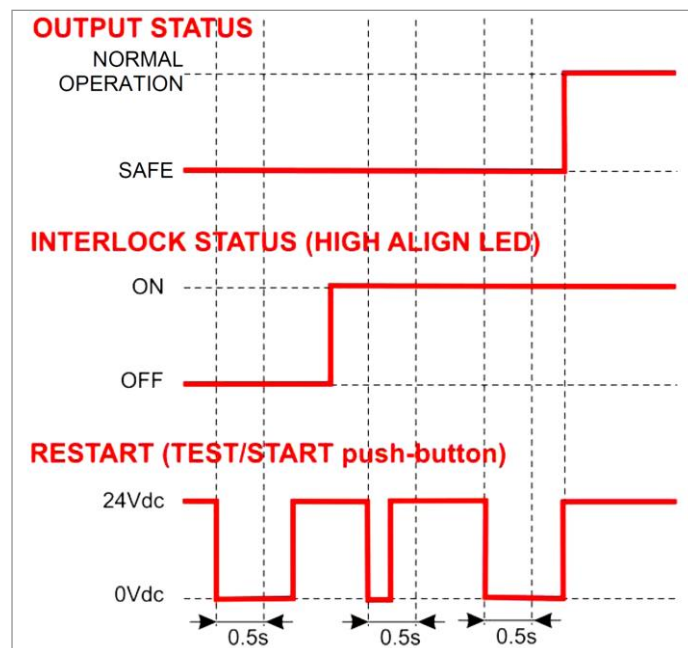 OUTPUT STATUS
NORMAL
OPERATION
SAFE
INTERLOCK STATUS (HIGH ALIGN LED)
ON
OFF
RESTART (TEST/START push-button)
24Vdc
0Vdc
0.5s
0.5s
0.5s